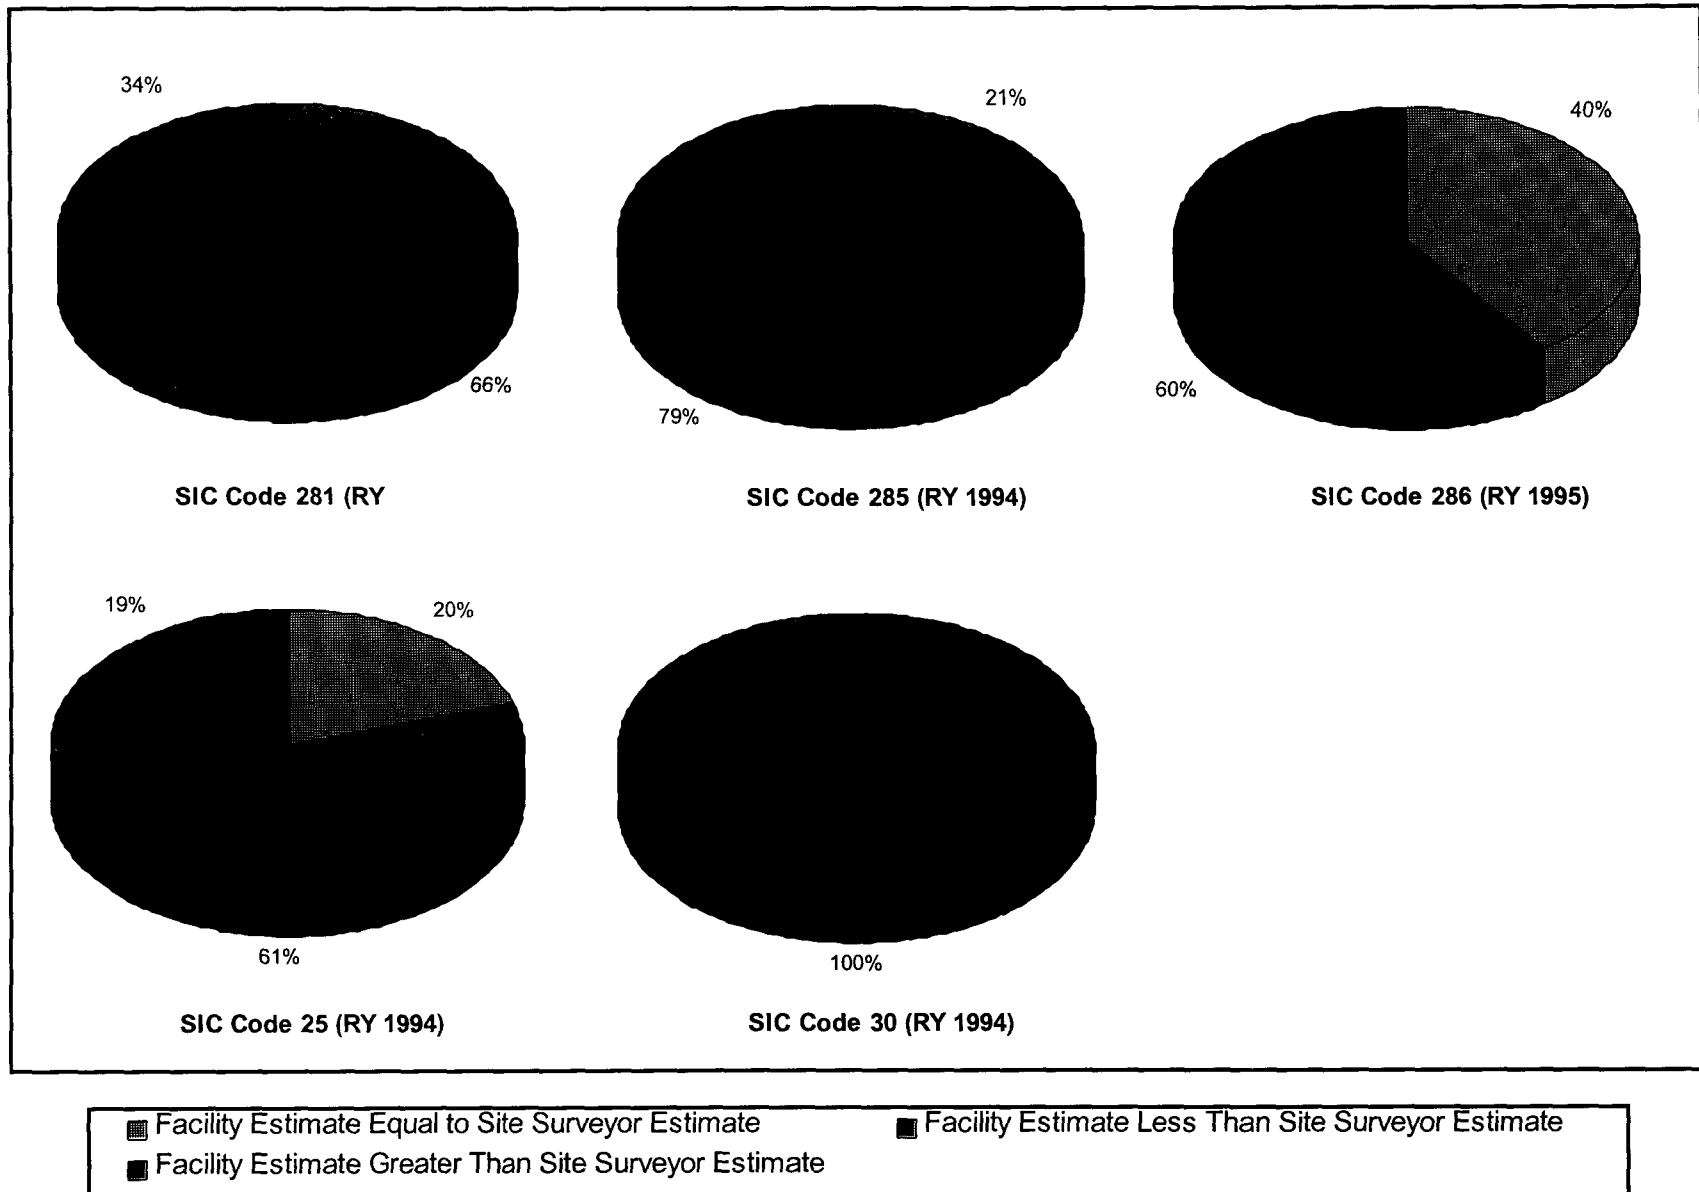 34%
21%
40%
66%
79%
60%
SIC Code 281 (RY
SIC Code 285 (RY 1994)
SIC Code 286 (RY 1995)
19%
20%
61%
100%
SIC Code 25 (RY 1994)
SIC Code 30 (RY 1994)
Facility Estimate Equal to Site Surveyor Estimate
Facility Estimate Less Than Site Surveyor Estimate
Facility Estimate Greater Than Site Surveyor Estimate